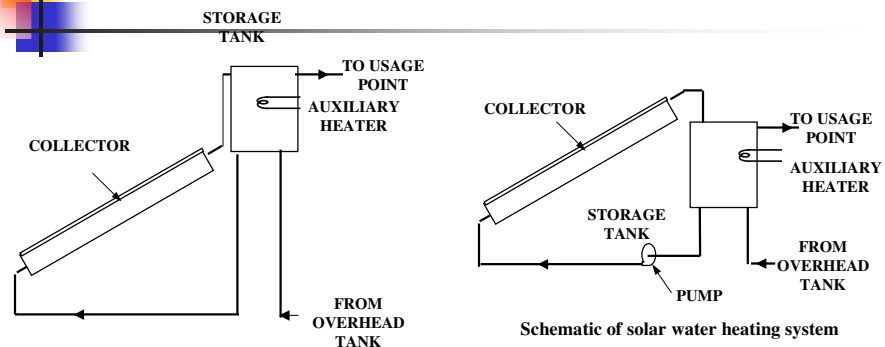 STORAGE
TANK
TO USAGE
POINT
AUXILIARY
HEATER
COLLECTOR
FROM
OVERHEAD
TANK
COLLECTOR
TO USAGE
POINT
AUXILIARY
HEATER
STORAGE
TANK
FROM
OVERHEAD
TANK
PUMP
Schematic of solar water heating system